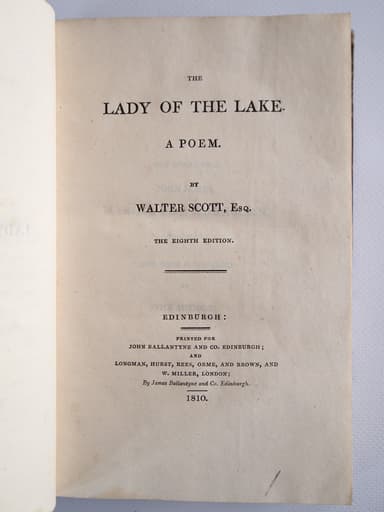 THE
LADY OF THE LAKE.
A POEM.
BY
WALTER SCOTT, Esq.
THE EIGHTH EDITION.
EDINBURGH:
PRINTED FOR
JOHN BALLANTYNE AND CO. EDINBURGH;
AND
LONGMAN, HURST, REES, ORME, AND BROWN, AND
W. MILLER, LONDON;
By James Ballantyne and Co. Edinburgh.
1810.